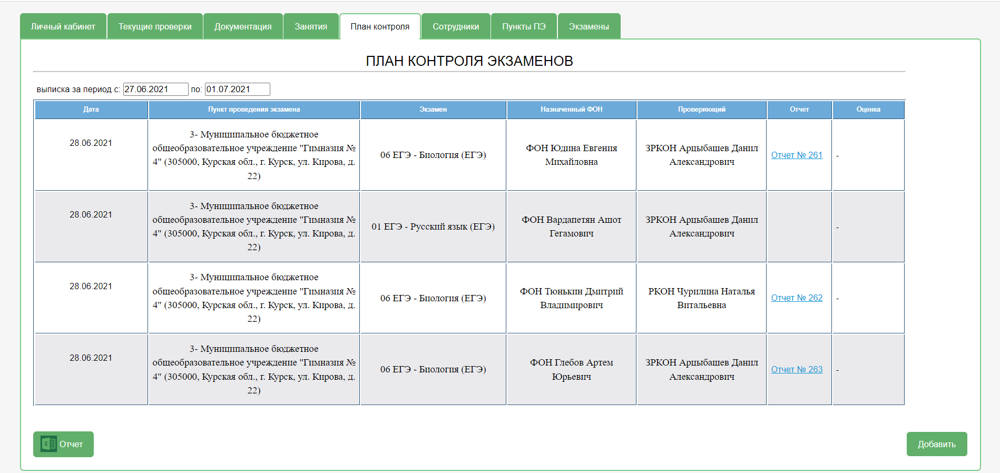 Личный кабинет Текущие проверки Документация Занятия План контроля Сотрудники Пункты ПЭ Экзамены
ПЛАН КОНТРОЛЯ ЭКЗАМЕНОВ
выписка за период с: 27.06.2021 по: 01.07.2021
Дата Пункт проведения экзамена Экзамен Назначенный ФОН Проверяющий Отчет Оценка
28.06.2021
3- Муниципальное бюджетное
общеобразовательное учреждение "Гимназия №
4" (305000, Курская обл., г. Курск, ул. Кирова, д.
22)
06 ЕГЭ - Биология (ЕГЭ)
ФОН Юдина Евгения
Михайловна
ЗРКОН Арцыбашев Данил
Александрович
Отчет № 261
-
28.06.2021
3- Муниципальное бюджетное
общеобразовательное учреждение "Гимназия №
4" (305000, Курская обл., г. Курск, ул. Кирова, д.
22)
01 ЕГЭ - Русский язык (ЕГЭ)
ФОН Вардапетян Ашот
Гегамович
ЗРКОН Арцыбашев Данил
Александрович
-
28.06.2021
3- Муниципальное бюджетное
общеобразовательное учреждение "Гимназия №
4" (305000, Курская обл., г. Курск, ул. Кирова, д.
22)
06 ЕГЭ - Биология (ЕГЭ)
ФОН Тюнькин Дмитрий
Владимирович
РКОН Чурилина Наталья
Витальевна
Отчет № 262
-
28.06.2021
3- Муниципальное бюджетное
общеобразовательное учреждение "Гимназия №
4" (305000, Курская обл., г. Курск, ул. Кирова, д.
22)
06 ЕГЭ - Биология (ЕГЭ)
ФОН Глебов Артем
Юрьевич
ЗРКОН Арцыбашев Данил
Александрович
Отчет № 263
-
X Отчет
Добавить